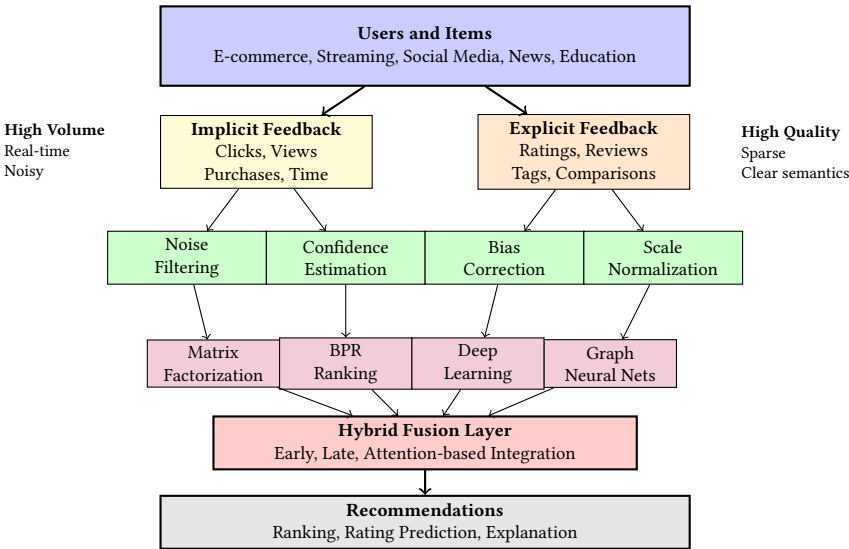 Users and Items
E-commerce, Streaming, Social Media, News, Education
High Volume
Real-time
Noisy
Implicit Feedback
Clicks, Views
Purchases, Time
Explicit Feedback
Ratings, Reviews
Tags, Comparisons
High Quality
Sparse
Clear semantics
Noise
Filtering
Confidence
Estimation
Bias
Correction
Scale
Normalization
Matrix
Factorization
BPR
Ranking
Deep
Learning
Graph
Neural Nets
Hybrid Fusion Layer
Early, Late, Attention-based Integration
Recommendations
Ranking, Rating Prediction, Explanation